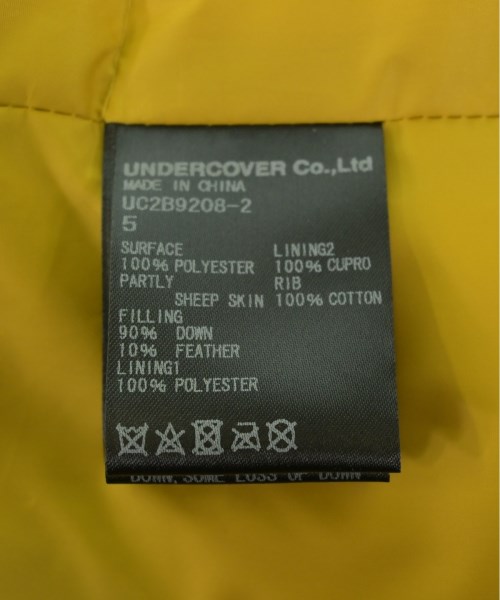 UNDERCOVER Co.,Ltd
MADE IN CHINA
UC2B9208-2
5
SURFACE
100% POLYESTER
PARTLY
SHEEP SKIN
FILLING
90% DOWN
10% FEATHER
LINING1
100% POLYESTER
LINING2
100% CUPRO
RIB
100% COTTON
SOME LOSS OF DOWN